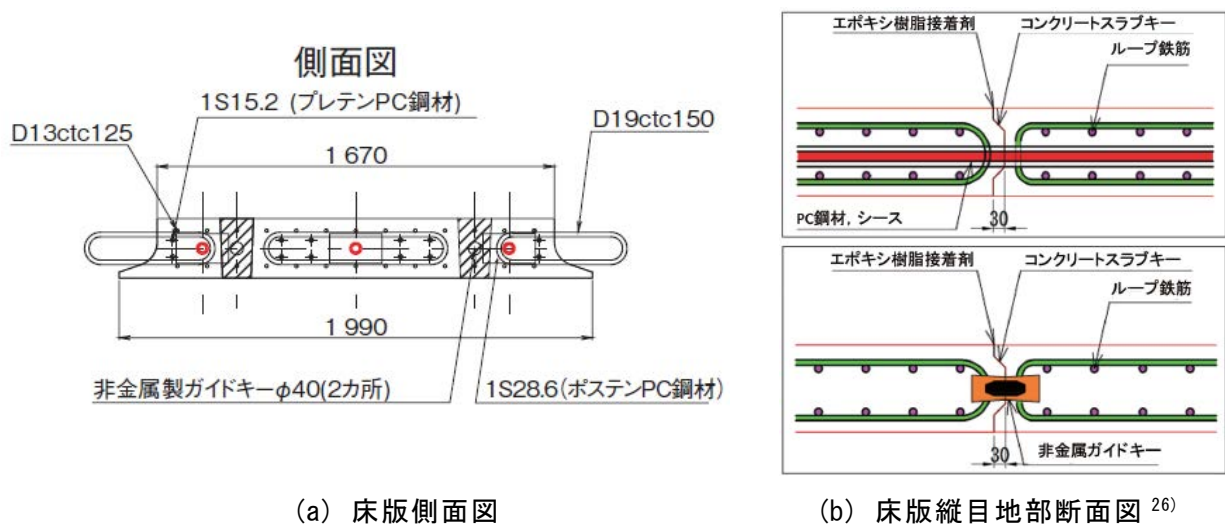 側面図
1S15.2 (プレテンPC鋼材)
D13ctc125
D19ctc150
1 670
1 990
非金属製ガイドキーφ40(2カ所)
1S28.6(ポステンPC鋼材)
(a) 床版側面図
エポキシ樹脂接着剤
コンクリートスラブキー
ループ鉄筋
PC鋼材, シース
30
エポキシ樹脂接着剤
コンクリートスラブキー
ループ鉄筋
30
非金属ガイドキー
(b) 床版縦目地部断面図 26)